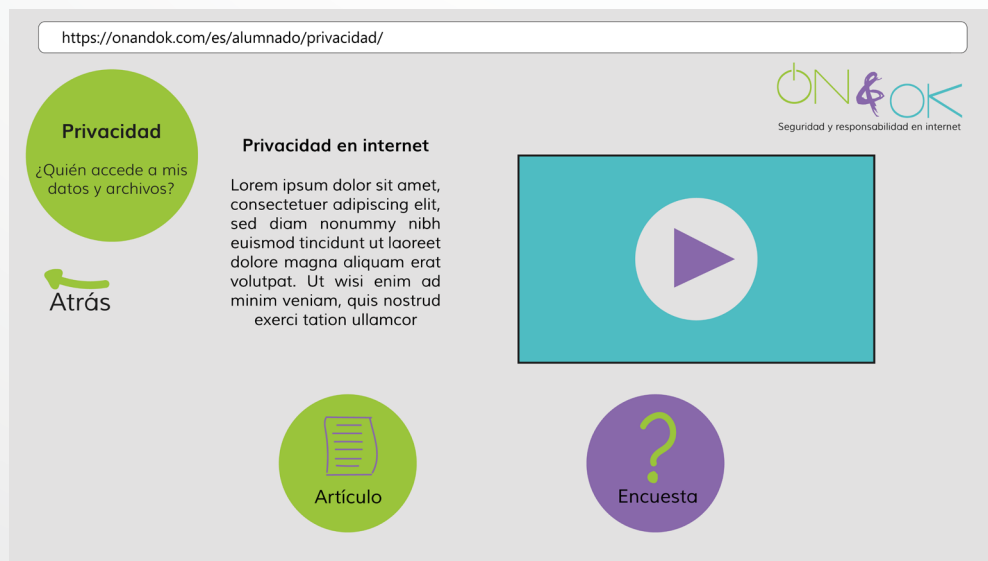 https://onandok.com/es/alumnado/privacidad/
ON & OK
Seguridad y responsabilidad en internet
Privacidad
¿Quién accede a mis
datos y archivos?
Atrás
Privacidad en internet
Lorem ipsum dolor sit amet,
consectetuer adipiscing elit,
sed diam nonummy nibh
euismod tincidunt ut laoreet
dolore magna aliquam erat
volutpat. Ut wisi enim ad
minim veniam, quis nostrud
exerci tation ullamcor
Artículo
Encuesta